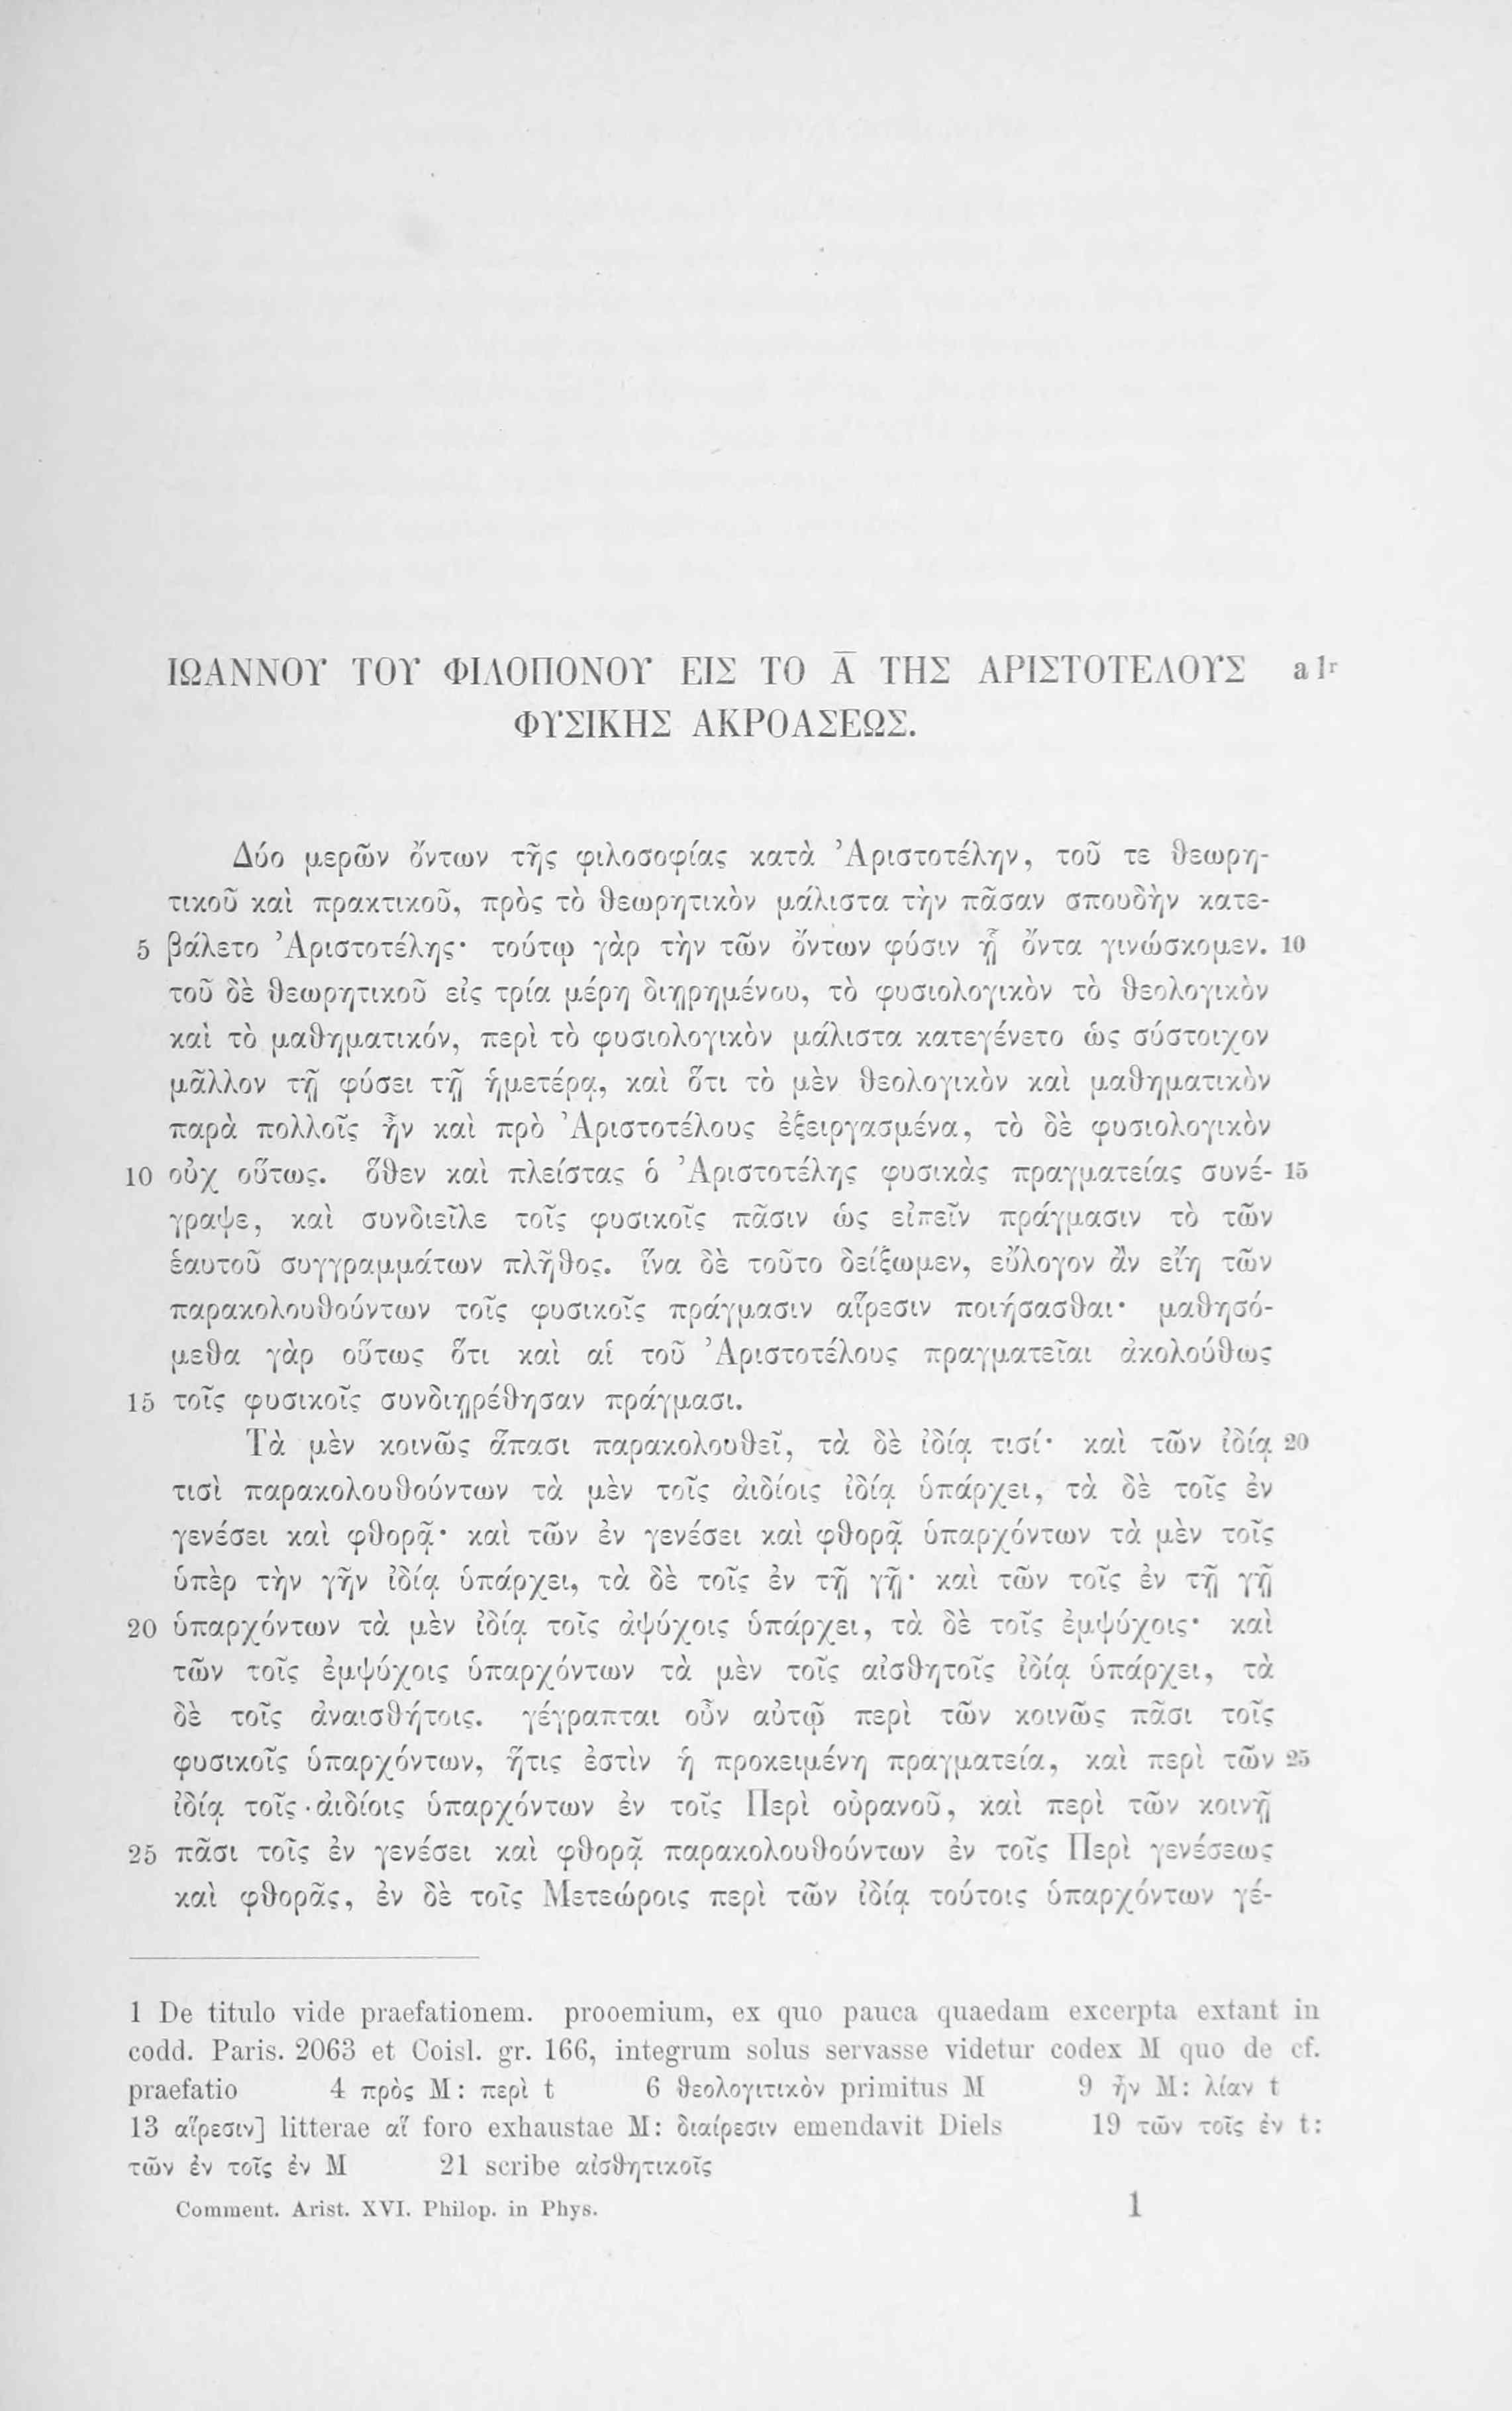 ΙΩΑΝΝΟΥ ΤΟΥ ΦΙΛΟΠΟΝΟΥ ΕΙΣ ΤΟ Α̅ ΤΗΣ ΑΡΙΣΤΟΤΕΛΟΥΣ a 1r
ΦΥΣΙΚΗΣ ΑΚΡΟΑΣΕΩΣ.
Δύο μερῶν ὄντων τῆς φιλοσοφίας κατὰ Ἀριστοτέλην, τοῦ τε θεωρη-
τικοῦ καὶ πρακτικοῦ, πρὸς τὸ θεωρητικὸν μάλιστα τὴν πᾶσαν σπουδὴν κατε-
5 βάλετο Ἀριστοτέλης· τούτῳ γὰρ τὴν τῶν ὄντων φύσιν ᾗ ὄντα γινώσκομεν. 10
τοῦ δὲ θεωρητικοῦ εἰς τρία μέρη διῃρημένου, τὸ φυσιολογικὸν τὸ θεολογικὸν
καὶ τὸ μαθηματικόν, περὶ τὸ φυσιολογικὸν μάλιστα κατεγένετο ὡς σύστοιχον
μᾶλλον τῇ φύσει τῇ ἡμετέρᾳ, καὶ ὅτι τὸ μὲν θεολογικὸν καὶ μαθηματικὸν
παρὰ πολλοῖς ἦν καὶ πρὸ Ἀριστοτέλους ἐξειργασμένα, τὸ δὲ φυσιολογικὸν
10 οὐχ οὕτως. ὅθεν καὶ πλείστας ὁ Ἀριστοτέλης φυσικὰς πραγματείας συνέ- 15
γραψε, καὶ συνδιεῖλε τοῖς φυσικοῖς πᾶσιν ὡς εἰπεῖν πράγμασιν τὸ τῶν
ἑαυτοῦ συγγραμμάτων πλῆθος. ἵνα δὲ τοῦτο δείξωμεν, εὔλογον ἂν εἴη τῶν
παρακολουθούντων τοῖς φυσικοῖς πράγμασιν αἵρεσιν ποιήσασθαι· μαθησό-
μεθα γὰρ οὕτως ὅτι καὶ αἱ τοῦ Ἀριστοτέλους πραγματεῖαι ἀκολούθως
15 τοῖς φυσικοῖς συνδιῃρέθησαν πράγμασι.
Τὰ μὲν κοινῶς ἅπασι παρακολουθεῖ, τὰ δὲ ἰδίᾳ τισί· καὶ τῶν ἰδίᾳ 20
τισὶ παρακολουθούντων τὰ μὲν τοῖς ἀιδίοις ἰδίᾳ ὑπάρχει, τὰ δὲ τοῖς ἐν
γενέσει καὶ φθορᾷ· καὶ τῶν ἐν γενέσει καὶ φθορᾷ ὑπαρχόντων τὰ μὲν τοῖς
ὑπὲρ τὴν γῆν ἰδίᾳ ὑπάρχει, τὰ δὲ τοῖς ἐν τῇ γῇ· καὶ τῶν τοῖς ἐν τῇ γῇ
20 ὑπαρχόντων τὰ μὲν ἰδίᾳ τοῖς ἀψύχοις ὑπάρχει, τὰ δὲ τοῖς ἐμψύχοις· καὶ
τῶν τοῖς ἐμψύχοις ὑπαρχόντων τὰ μὲν τοῖς αἰσθητοῖς ἰδίᾳ ὑπάρχει, τὰ
δὲ τοῖς ἀναισθήτοις. γέγραπται οὖν αὐτῷ περὶ τῶν κοινῶς πᾶσι τοῖς
φυσικοῖς ὑπαρχόντων, ἥτις ἐστὶν ἡ προκειμένη πραγματεία, καὶ περὶ τῶν 25
ἰδίᾳ τοῖς ἀιδίοις ὑπαρχόντων ἐν τοῖς Περὶ οὐρανοῦ, καὶ περὶ τῶν κοινῇ
25 πᾶσι τοῖς ἐν γενέσει καὶ φθορᾷ παρακολουθούντων ἐν τοῖς Περὶ γενέσεως
καὶ φθορᾶς, ἐν δὲ τοῖς Μετεώροις περὶ τῶν ἰδίᾳ τούτοις ὑπαρχόντων γέ-
1 De titulo vide praefationem. prooemium, ex quo pauca quaedam excerpta extant in
codd. Paris. 2063 et Coisl. gr. 166, integrum solus servasse videtur codex M quo de cf.
praefatio 4 πρὸς M: περὶ t 6 θεολογιτικὸν primitus M 9 ἦν M: λίαν t
13 αἵρεσιν] litterae αἵ foro exhaustae M: διαίρεσιν emendavit Diels 19 τῶν τοῖς ἐν t:
τῶν ἐν τοῖς ἐν M 21 scribe αἰσθητικοῖς
Comment. Arist. XVI. Philop. in Phys. 1